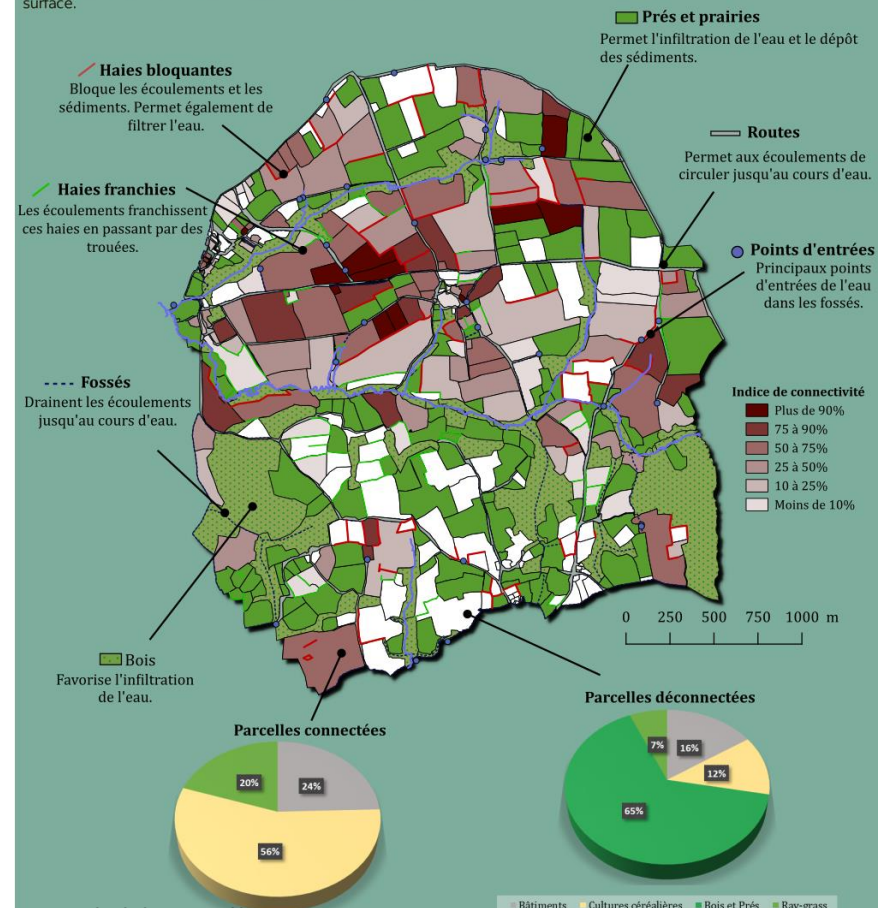 surface.
Prés et prairies
Permet l'infiltration de l'eau et le dépôt
des sédiments.
Haies bloquantes
Bloque les écoulements et les
sédiments. Permet également de
filtrer l'eau.
Routes
Permet aux écoulements de
circuler jusqu'au cours d'eau.
Haies franchies
Les écoulements franchissent
ces haies en passant par des
trouées.
Points d'entrées
Principaux points
d'entrées de l'eau
dans les fossés.
Fossés
Drainent les écoulements
jusqu'au cours d'eau.
Indice de connectivité
Plus de 90%
75 à 90%
50 à 75%
25 à 50%
10 à 25%
Moins de 10%
0 250 500 750 1000 m
Bois
Favorise l'infiltration
de l'eau.
Parcelles connectées
20%
24%
56%
Parcelles déconnectées
7%
16%
12%
65%
Bâtiments Cultures céréalières Bois et Prés Ray-grass